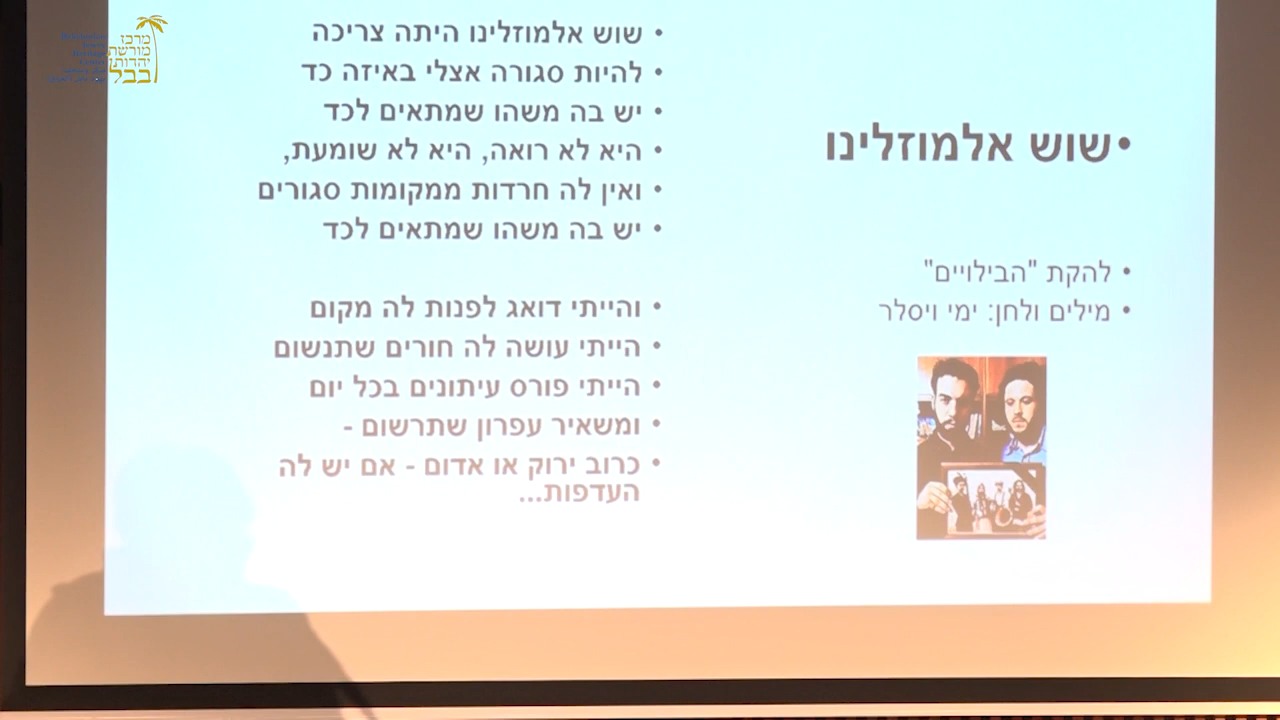 מרכז
מורשת
יהדות
בבל
• שוש אלמוזלינו
• להקת "הבילויים"
• מילים ולחן: ימי ויסלר
• שוש אלמוזלינו היתה צריכה
• להיות סגורה אצלי באיזה כד
• יש בה משהו שמתאים לכד
• היא לא רואה, היא לא שומעת,
• ואין לה חרדות ממקומות סגורים
• יש בה משהו שמתאים לכד
• והייתי דואג לפנות לה מקום
• הייתי עושה לה חורים שתנשום
• הייתי פורס עיתונים בכל יום
• ומשאיר עפרון שתרשום -
• כרוב ירוק או אדום - אם יש לה
העדפות...